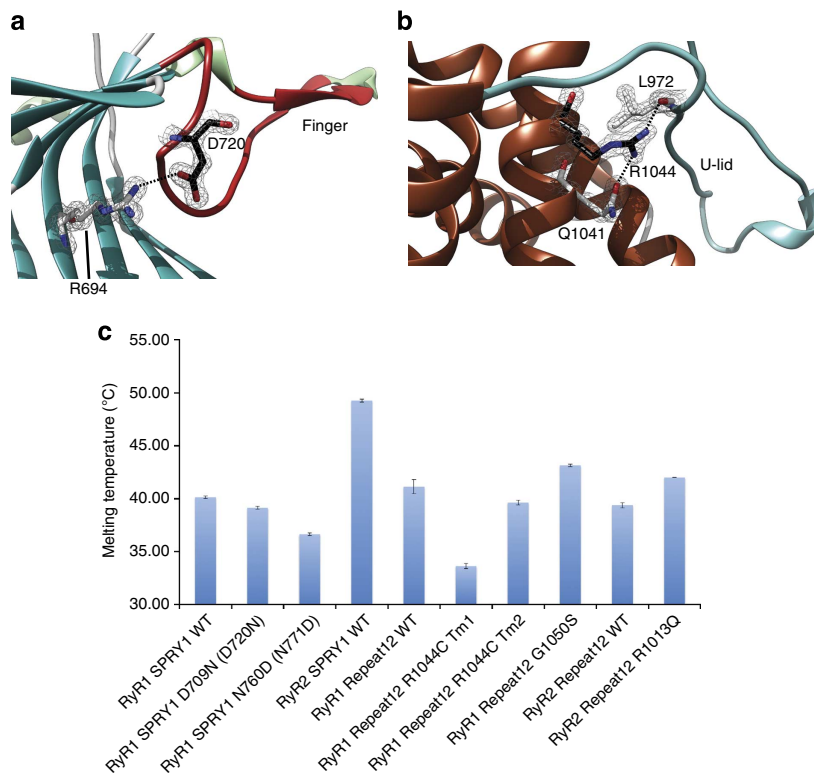 a
D720
Finger
R694
b
L972
R1044
U-lid
Q1041
c
Melting temperature (°C)
55.00
50.00
45.00
40.00
35.00
30.00
RyR1 SPRY1 WT
RyR1 SPRY1 D709N (D720N)
RyR1 SPRY1 N760D (N771D)
RyR2 SPRY1 WT
RyR1 Repeat12 WT
RyR1 Repeat12 R1044C Tm1
RyR1 Repeat12 R1044C Tm2
RyR1 Repeat12 G1050S
RyR2 Repeat12 WT
RyR2 Repeat12 R1013Q